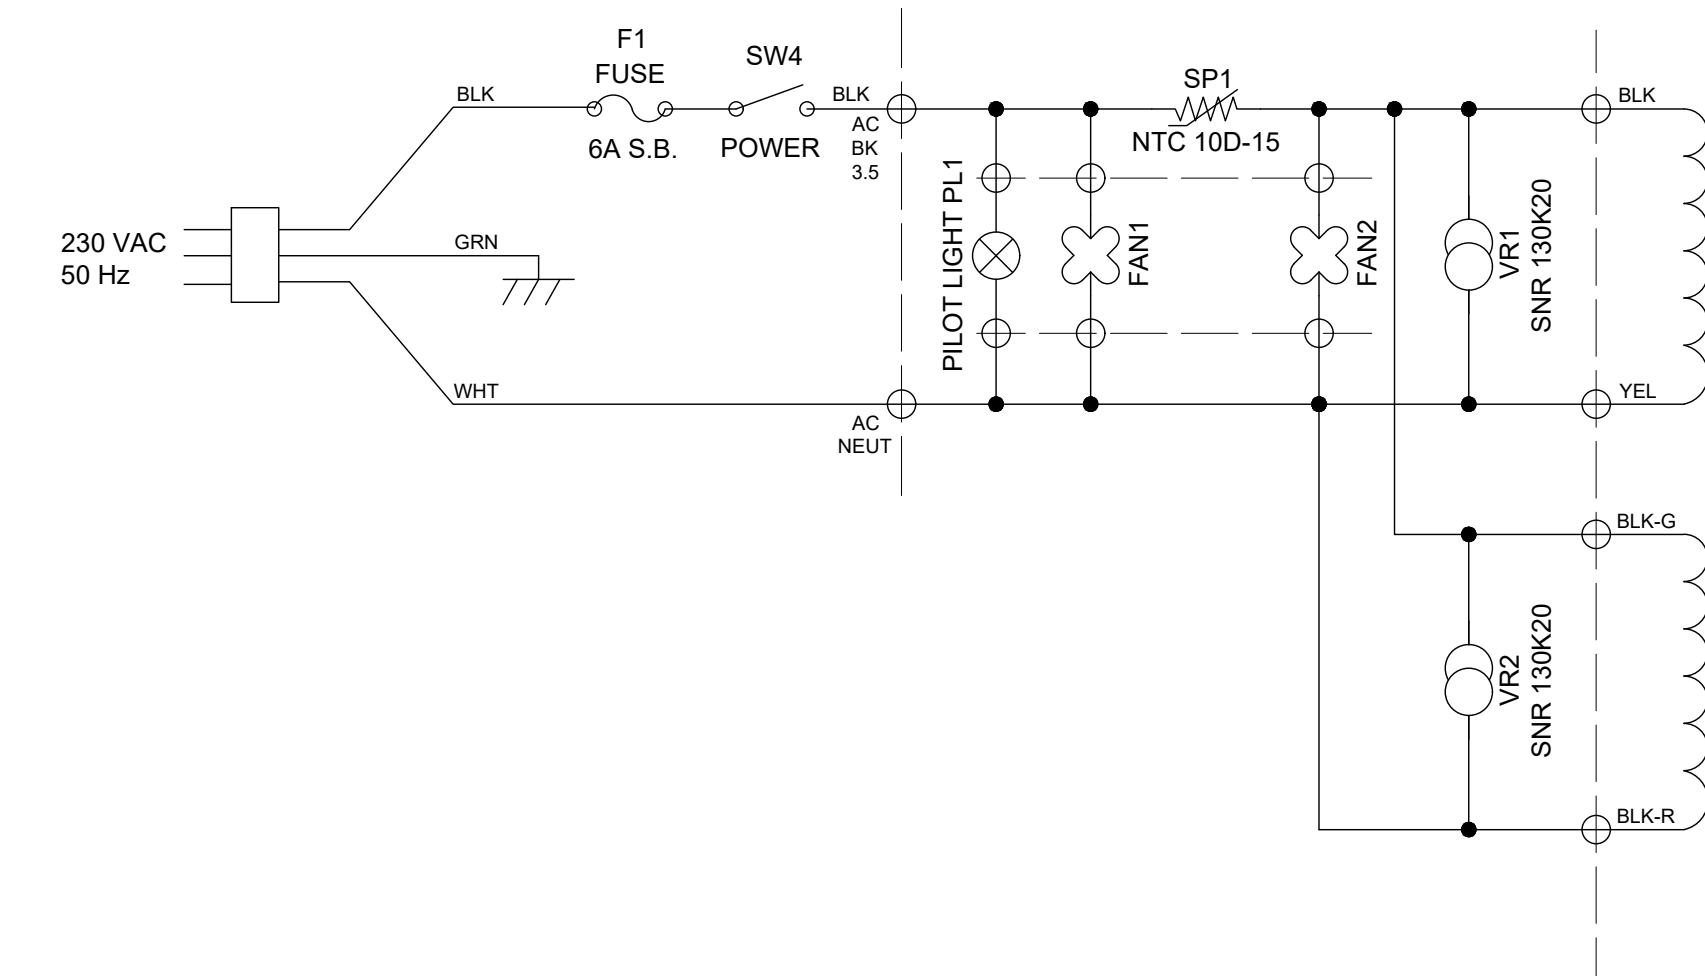 F1
FUSE
6A S.B.
SW4
POWER
BLK
BLK
AC
BK
3.5
230 VAC
50 Hz
GRN
WHT
AC
NEUT
PILOT LIGHT PL1
FAN1
SP1
NTC 10D-15
FAN2
VR1
SNR 130K20
BLK
YEL
BLK-G
VR2
SNR 130K20
BLK-R